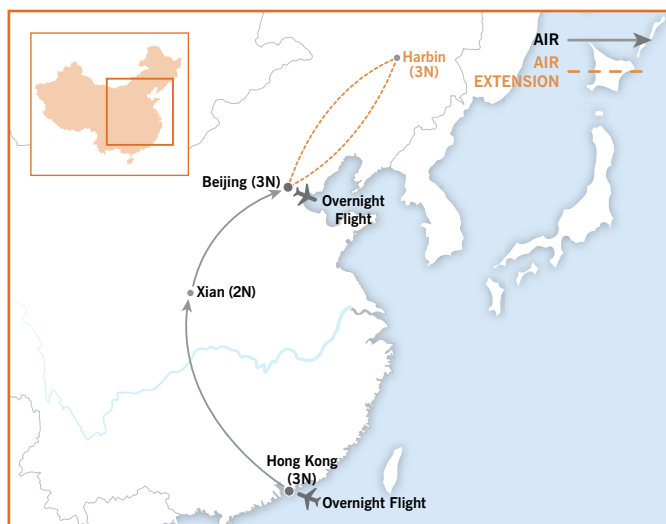 Harbin
(3N)
AIR
AIR
EXTENSION
Beijing (3N)
Overnight
Flight
Xian (2N)
Hong Kong
(3N)
Overnight Flight